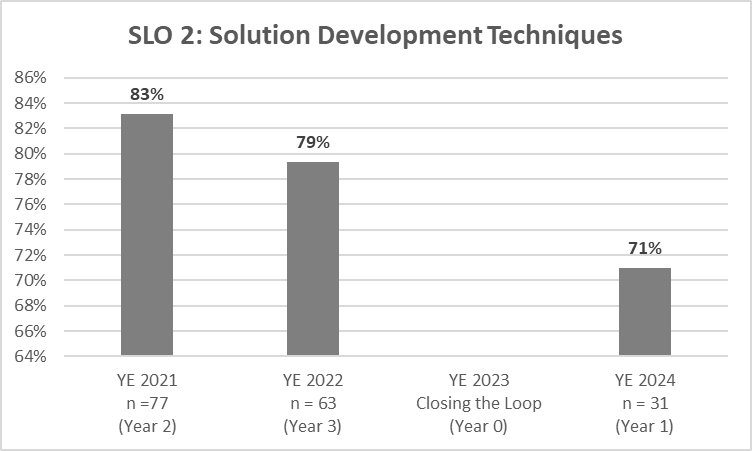 SLO 2: Solution Development Techniques
86%
84%
82%
80%
78%
76%
74%
72%
70%
68%
66%
64%
83%
79%
71%
YE 2021
n =77
(Year 2)
YE 2022
n = 63
(Year 3)
YE 2023
Closing the Loop
(Year 0)
YE 2024
n = 31
(Year 1)